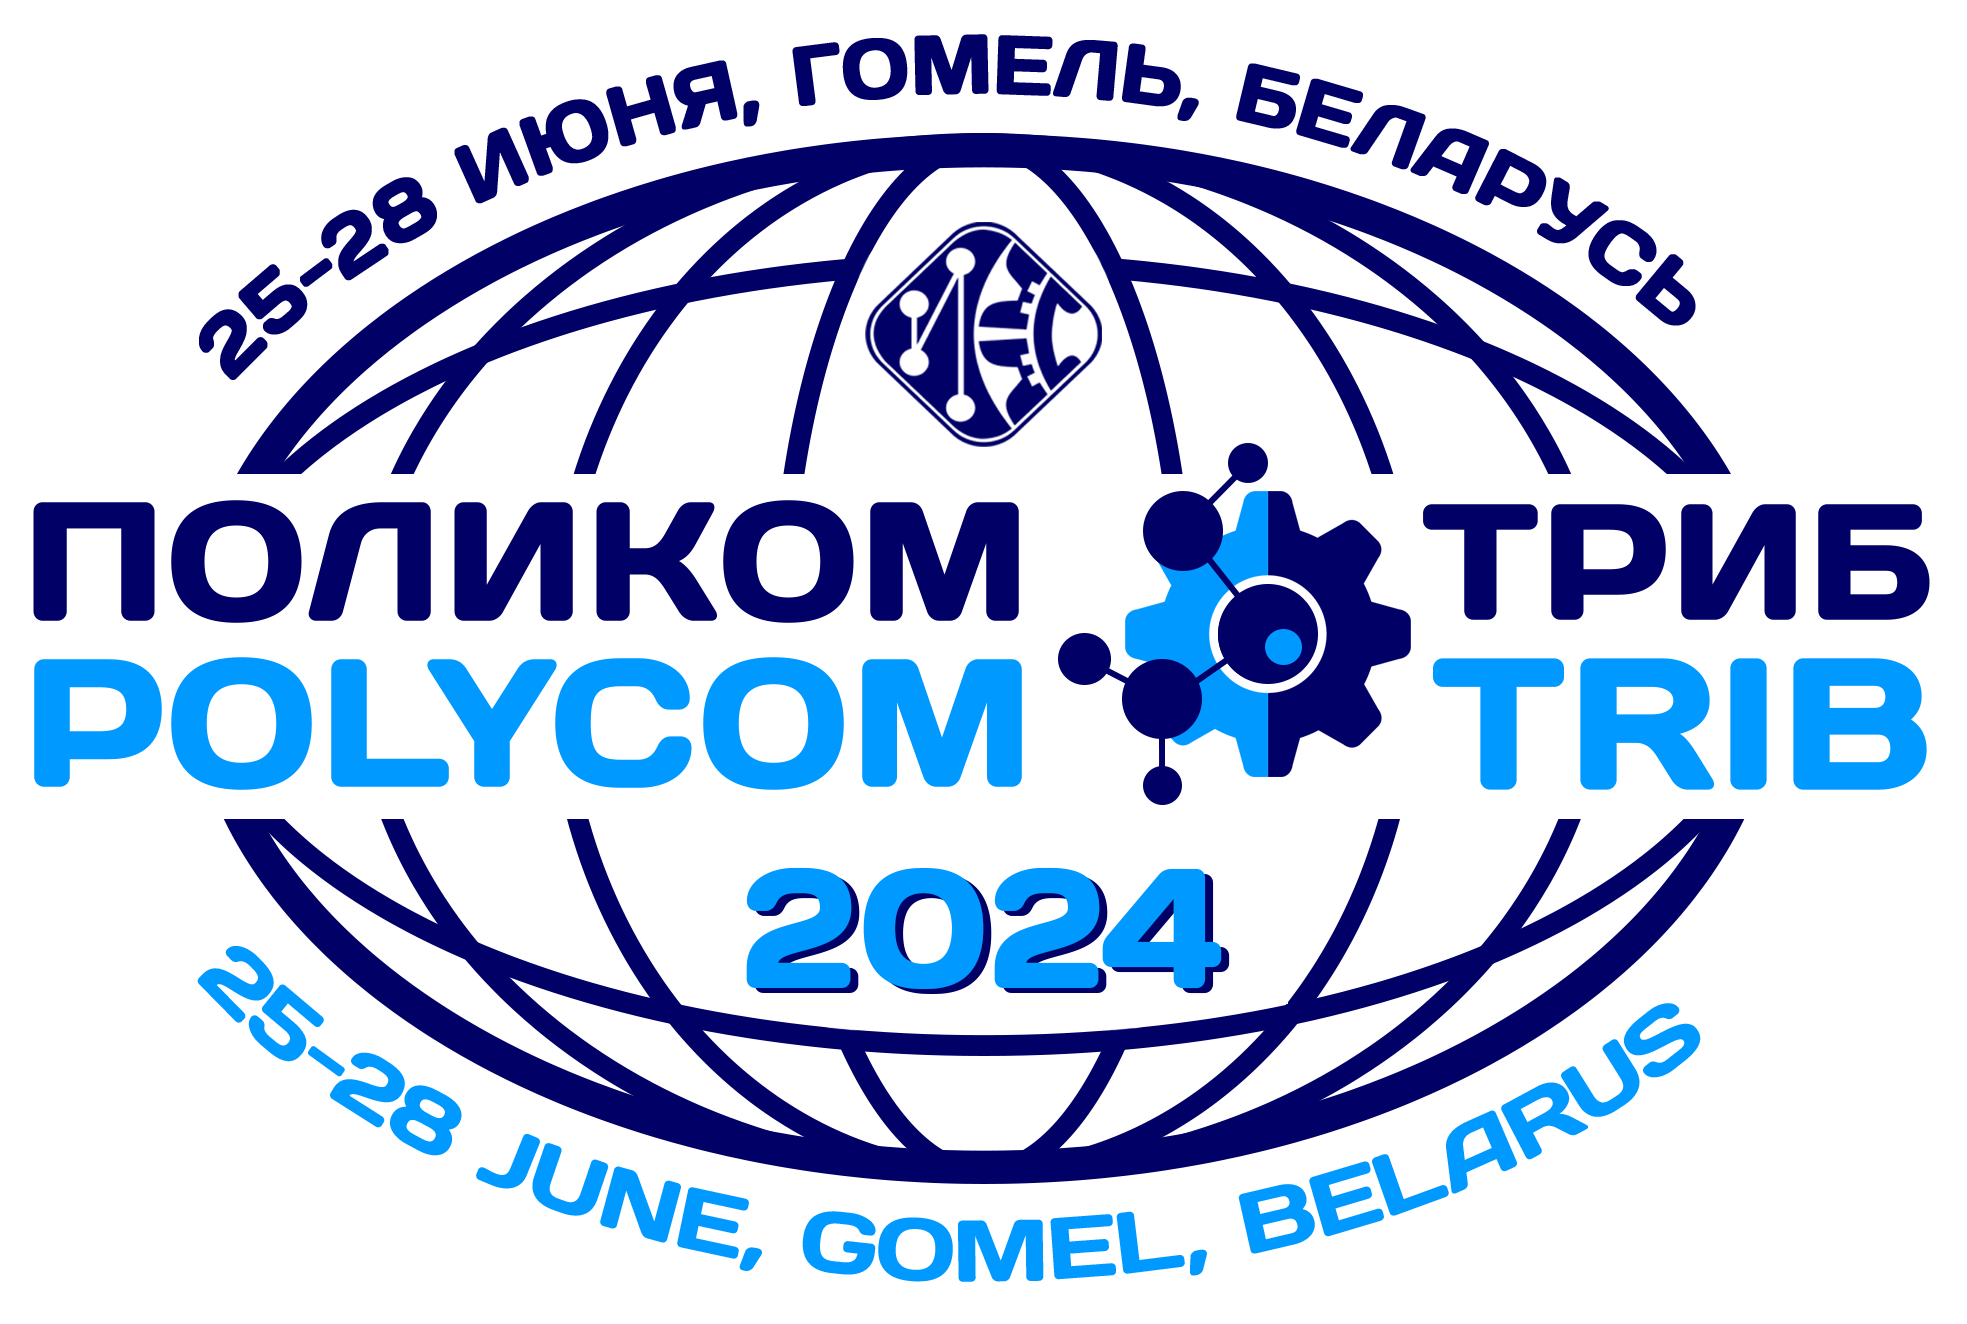 25-28 ИЮНЯ, ГОМЕЛЬ, БЕЛАРУСЬ
ПОЛИКОМ ТРИБ
POLYCOM TRIB
2024
25-28 JUNE, GOMEL, BELARUS